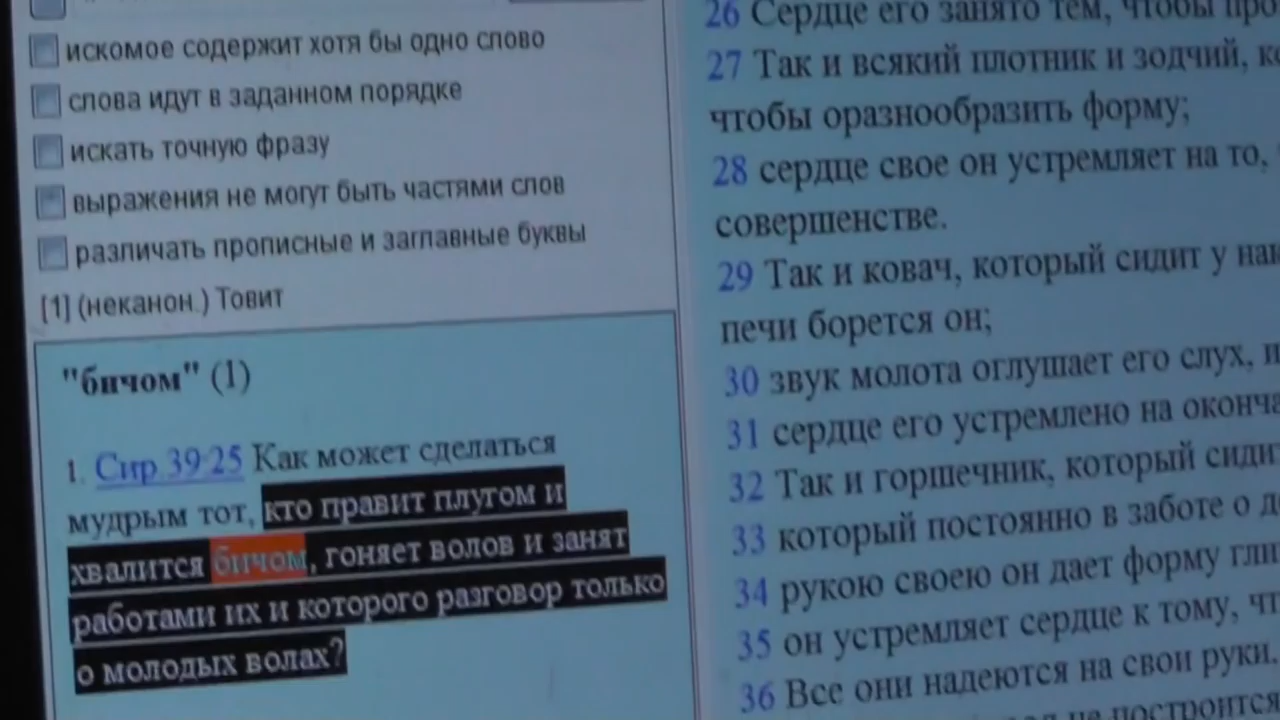 искомое содержит хотя бы одно слово
слова идут в заданном порядке
искать точную фразу
выражения не могут быть частями слов
различать прописные и заглавные буквы
[1] (неканон.) Товит
"бичом" (1)
1. Сир 39:25 Как может сделаться
мудрым тот, кто правит плугом и
хвалится бичом, гоняет волов и занят
работами их и которого разговор только
о молодых волах?
26 Сердце его занято тем, чтобы
27 Так и всякий плотник и зодчий,
чтобы оразнообразить форму;
28 сердце свое он устремляет на то,
совершенстве.
29 Так и ковач, который сидит у
печи борется он;
30 звук молота оглушает его слух,
31 сердце его устремлено на
32 Так и горшечник, который
33 который постоянно в заботе о
34 рукою своею он дает форму
35 он устремляет сердце к тому,
36 Все они надеются на свои руки.
не построится